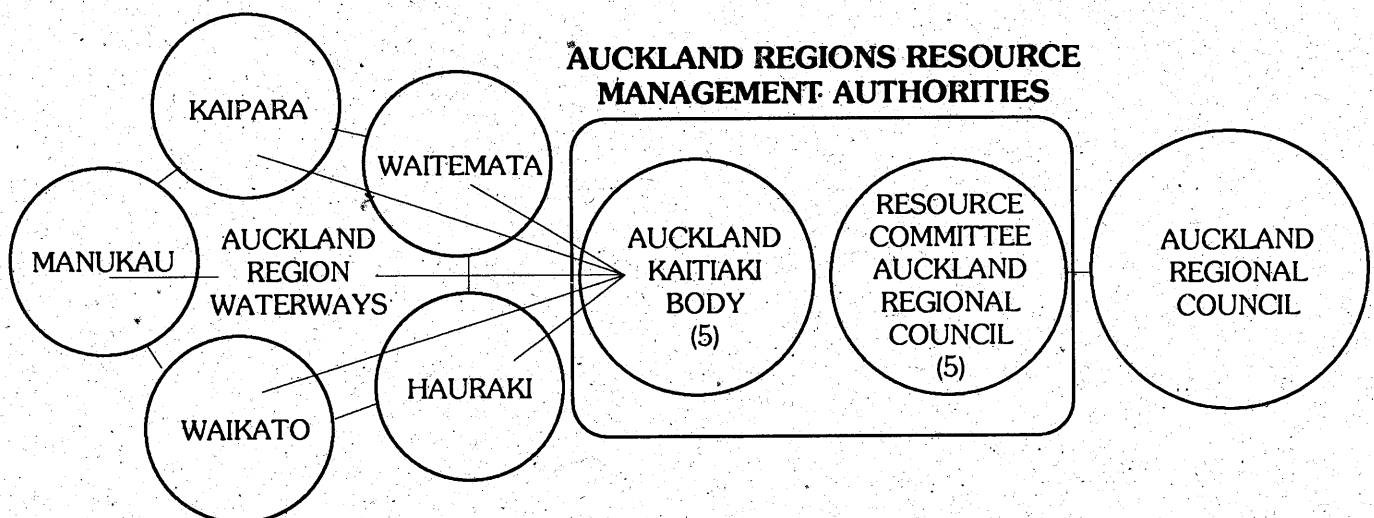 AUCKLAND REGIONS RESOURCE
MANAGEMENT AUTHORITIES
KAIPARA
WAITEMATA
MANUKAU
AUCKLAND
REGION
WATERWAYS
WAIKATO
HAURAKI
AUCKLAND
KAITIAKI
BODY
(5)
RESOURCE
COMMITTEE
AUCKLAND
REGIONAL
COUNCIL
(5)
AUCKLAND
REGIONAL
COUNCIL